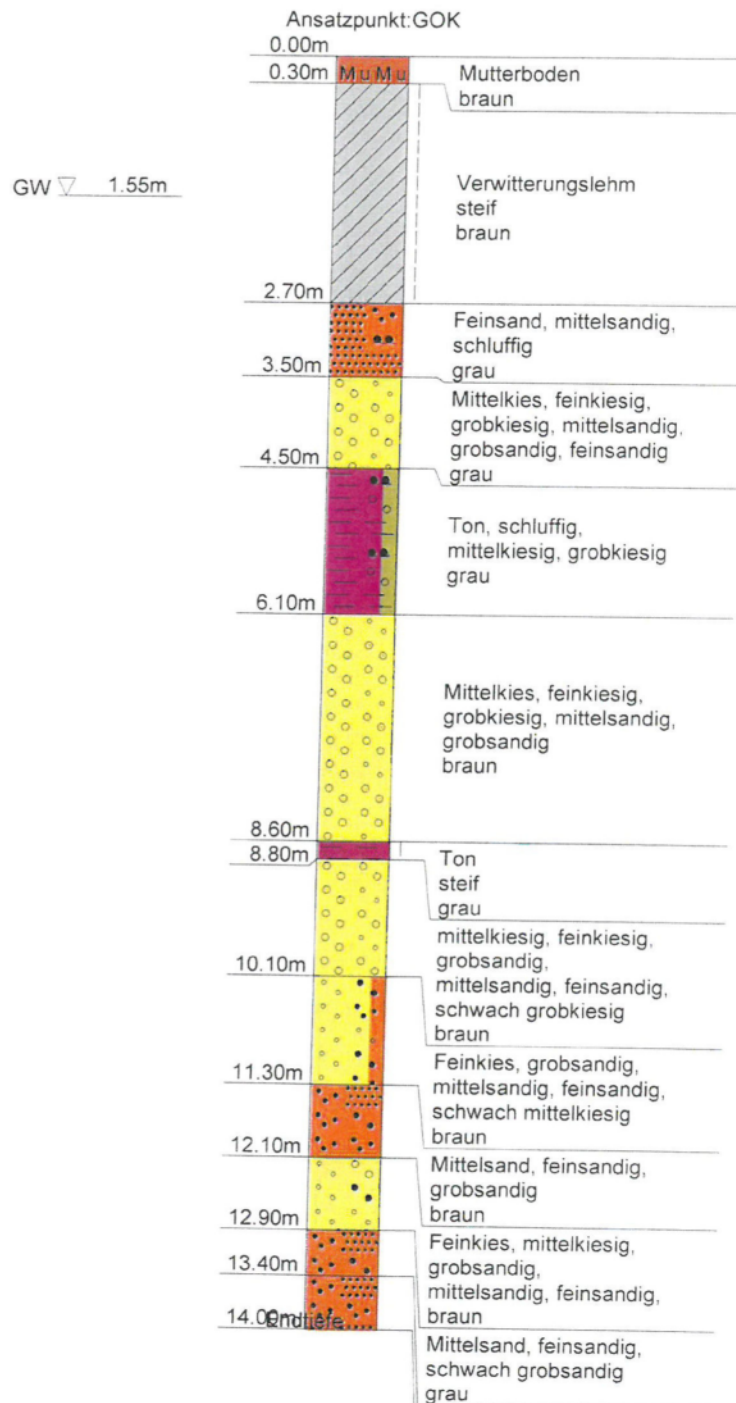 Ansatzpunkt:GOK
0.00m
0.30m
Mu Mu
Mutterboden
braun
GW 1.55m
Verwitterungslehm
steif
braun
2.70m
Feinsand, mittelsandig,
schluffig
grau
3.50m
Mittelkies, feinkiesig,
grobkiesig, mittelsandig,
grobsandig, feinsandig
grau
4.50m
Ton, schluffig,
mittelkiesig, grobkiesig
grau
6.10m
Mittelkies, feinkiesig,
grobkiesig, mittelsandig,
grobsandig
braun
8.60m
8.80m
Ton
steif
grau
mittelkiesig, feinkiesig,
grobsandig,
mittelsandig, feinsandig,
schwach grobkiesig
braun
10.10m
Feinkies, grobsandig,
mittelsandig, feinsandig,
schwach mittelkiesig
braun
11.30m
Mittelsand, feinsandig,
grobsandig
braun
12.10m
Feinkies, mittelkiesig,
grobsandig,
mittelsandig, feinsandig,
braun
12.90m
13.40m
Mittelsand, feinsandig,
schwach grobsandig
grau
14.00m
Endtiefe